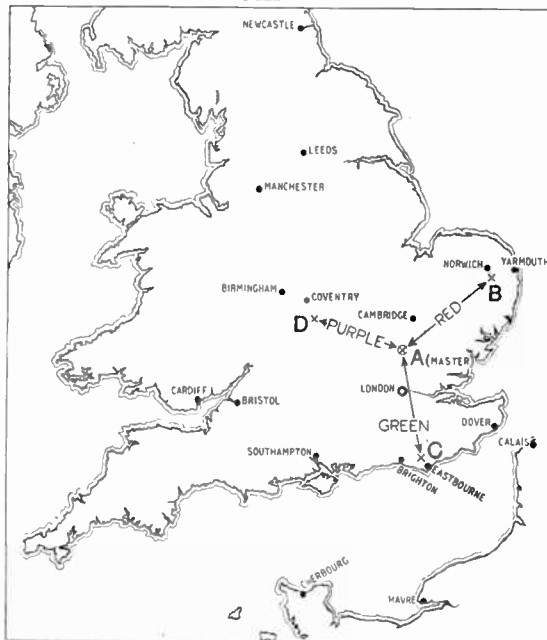 NEWCASTLE
LEEDS
MANCHESTER
NORWICH
YARMOUTH
B
BIRMINGHAM
COVENTRY
D
PURPLE
CAMBRIDGE
RED
A (MASTER)
LONDON
CARDIFF
BRISTOL
GREEN
DOVER
CALAIS
SOUTHAMPTON
C
BRIGHTON
EASTBOURNE
CHERBOURG
HAVRE